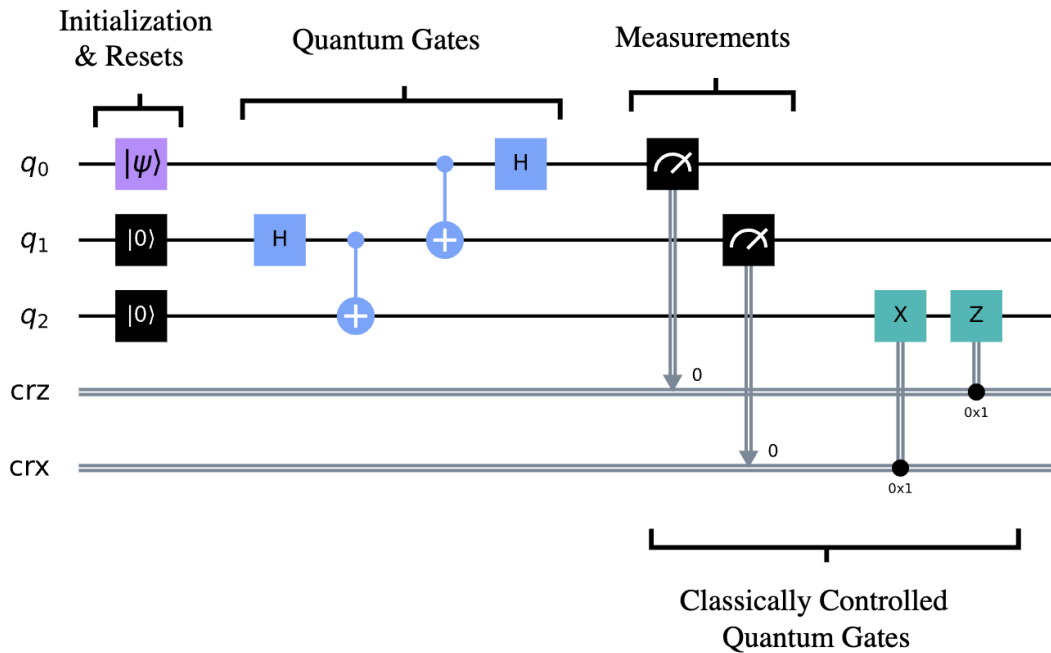 Initialization
& Resets
Quantum Gates
Measurements
q₀ |ψ⟩ H
q₁ |0⟩ H
q₂ |0⟩ X Z
crz 0 0x1
crx 0 0x1
Classically Controlled
Quantum Gates